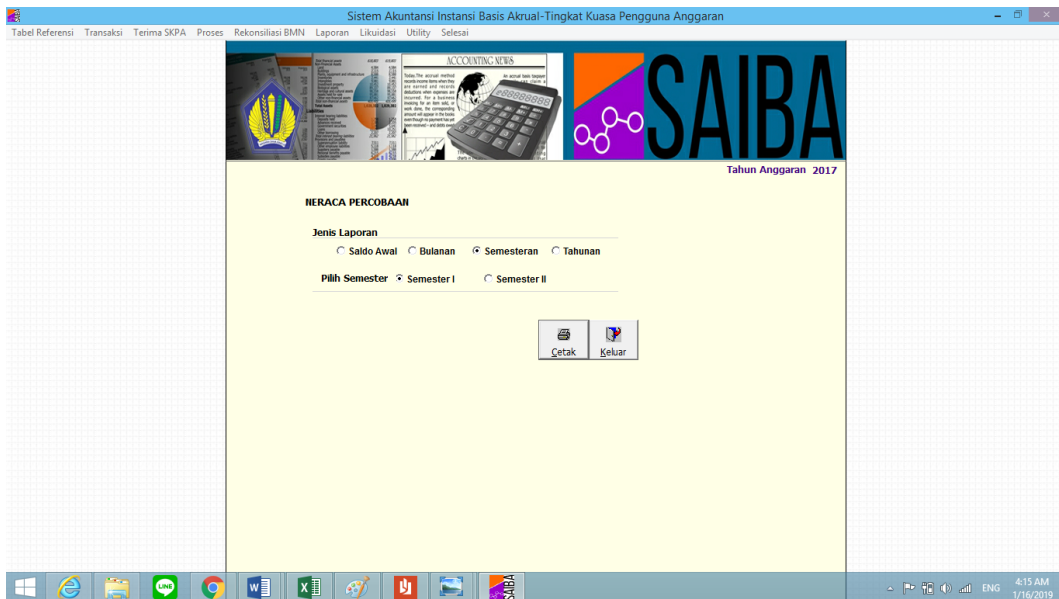 Sistem Akuntansi Instansi Basis Akrual-Tingkat Kuasa Pengguna Anggaran
Tabel Referensi Transaksi Terima SKPA Proses Rekonsiliasi BMN Laporan Likuidasi Utility Selesai
ACCOUNTING NEWS
SAIBA
Tahun Anggaran 2017
NERACA PERCOBAAN
Jenis Laporan
Saldo Awal Bulanan Semesteran Tahunan
Pilih Semester Semester I Semester II
Cetak Keluar
LINE
SAIBA
ENG
4:15 AM
1/16/2019